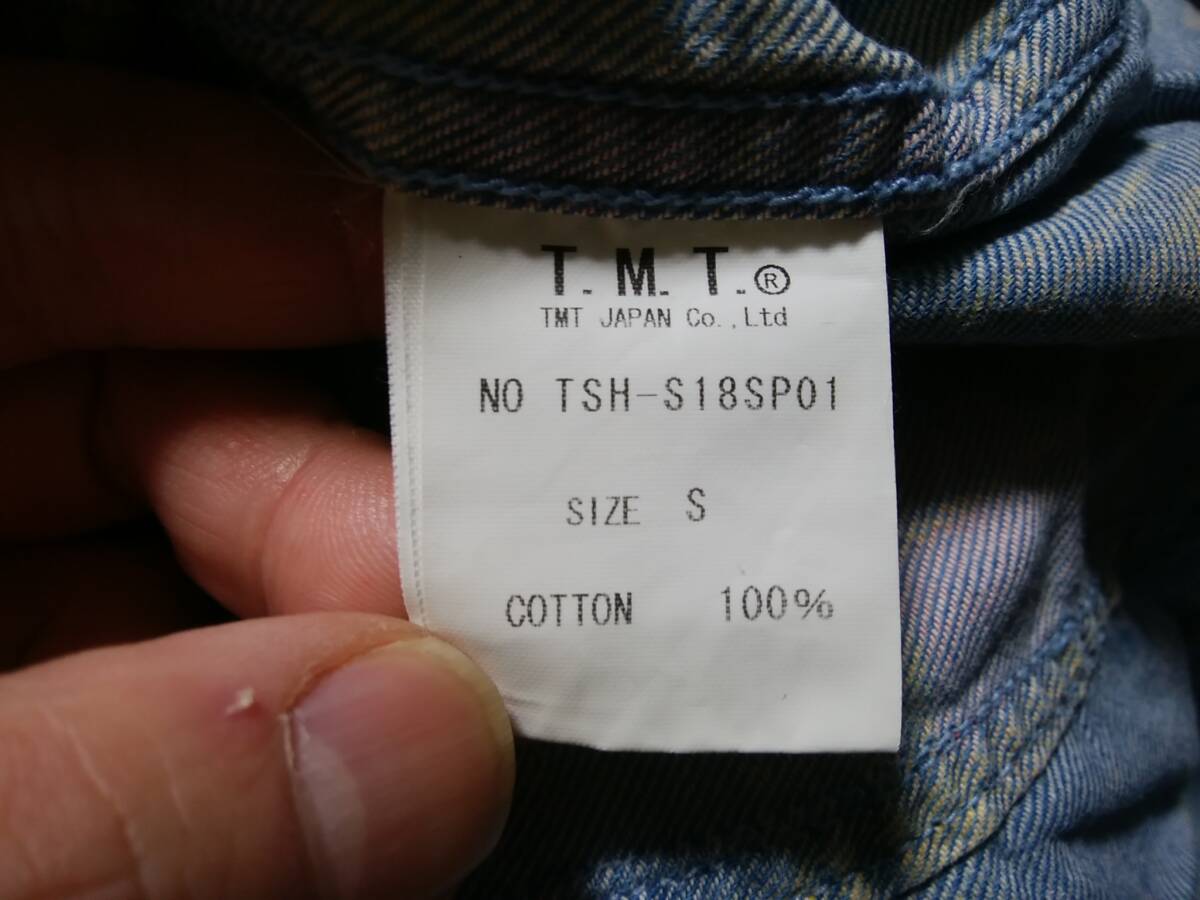 T. M. T.®
TMT JAPAN Co.,Ltd
NO TSH-S18SP01
SIZE S
COTTON 100%